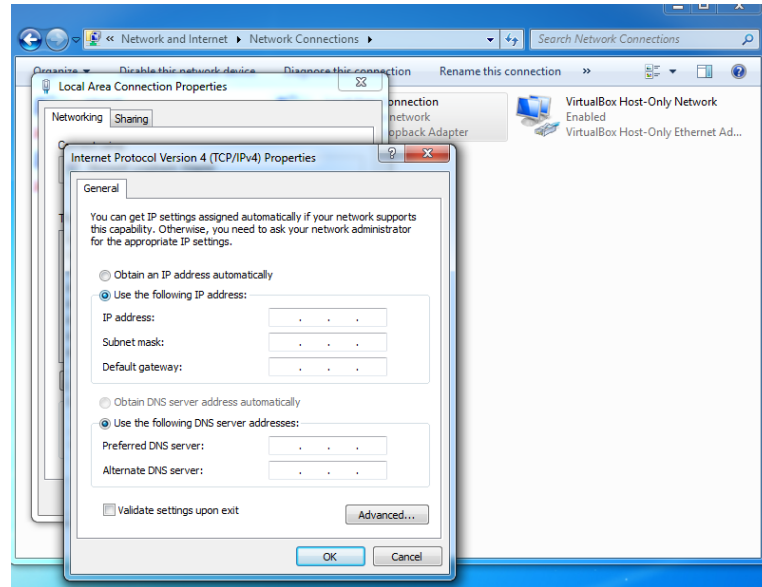 « Network and Internet ▸ Network Connections ▸
Search Network Connections
Organize Disable this network device Diagnose this connection Rename this connection »
Local Area Connection Properties
Networking Sharing
onnection
network
opback Adapter
VirtualBox Host-Only Network
Enabled
VirtualBox Host-Only Ethernet Ad...
Internet Protocol Version 4 (TCP/IPv4) Properties
General
You can get IP settings assigned automatically if your network supports
this capability. Otherwise, you need to ask your network administrator
for the appropriate IP settings.
Obtain an IP address automatically
Use the following IP address:
IP address:
Subnet mask:
Default gateway:
Obtain DNS server address automatically
Use the following DNS server addresses:
Preferred DNS server:
Alternate DNS server:
Validate settings upon exit
Advanced...
OK Cancel